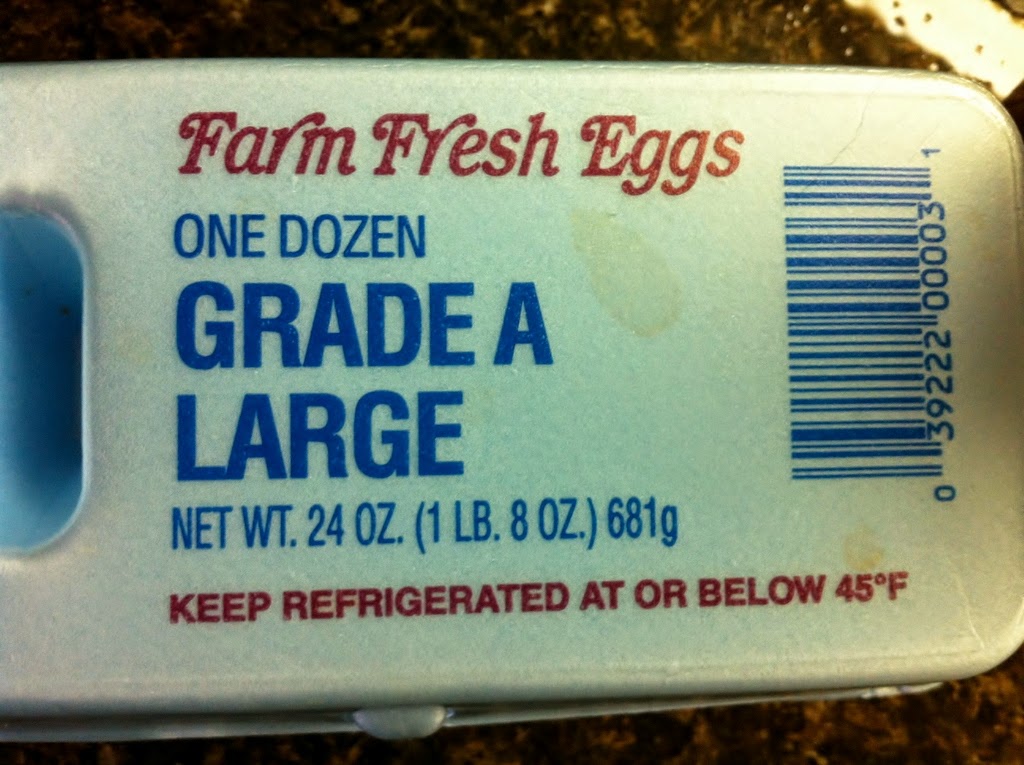 Farm Fresh Eggs
ONE DOZEN
GRADE A
LARGE
NET WT. 24 OZ. (1 LB. 8 OZ.) 681g
KEEP REFRIGERATED AT OR BELOW 45°F
0 39222 00003 1